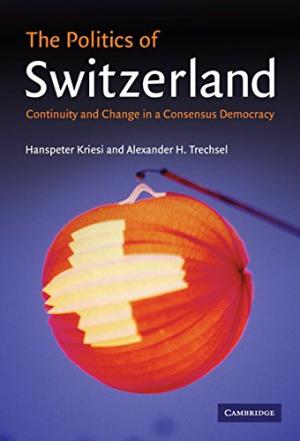 The Politics of
Switzerland
Continuity and Change in a Consensus Democracy
Hanspeter Kriesi and Alexander H. Trechsel
CAMBRIDGE